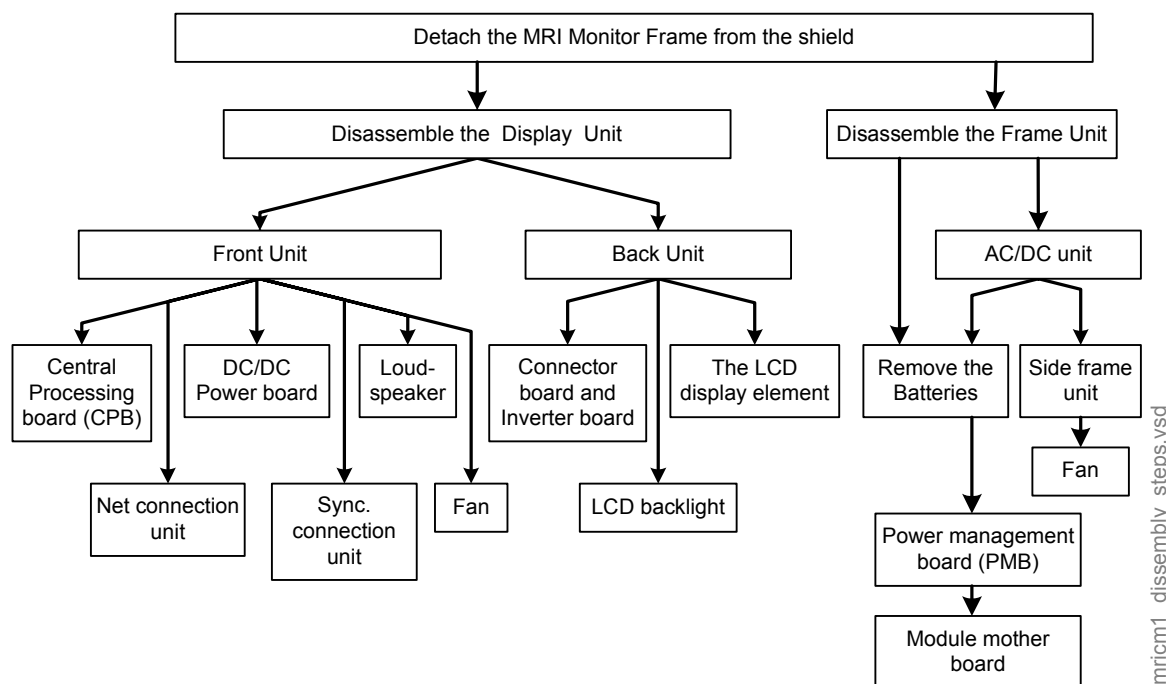 Detach the MRI Monitor Frame from the shield
Disassemble the Display Unit
Disassemble the Frame Unit
Front Unit
Back Unit
AC/DC unit
Central
Processing
board (CPB)
DC/DC
Power board
Loud-
speaker
Connector
board and
Inverter board
The LCD
display element
Remove the
Batteries
Side frame
unit
Net connection
unit
Sync.
connection
unit
Fan
LCD backlight
Fan
Power management
board (PMB)
Module mother
board
mricm1_dissembly_steps.vsd